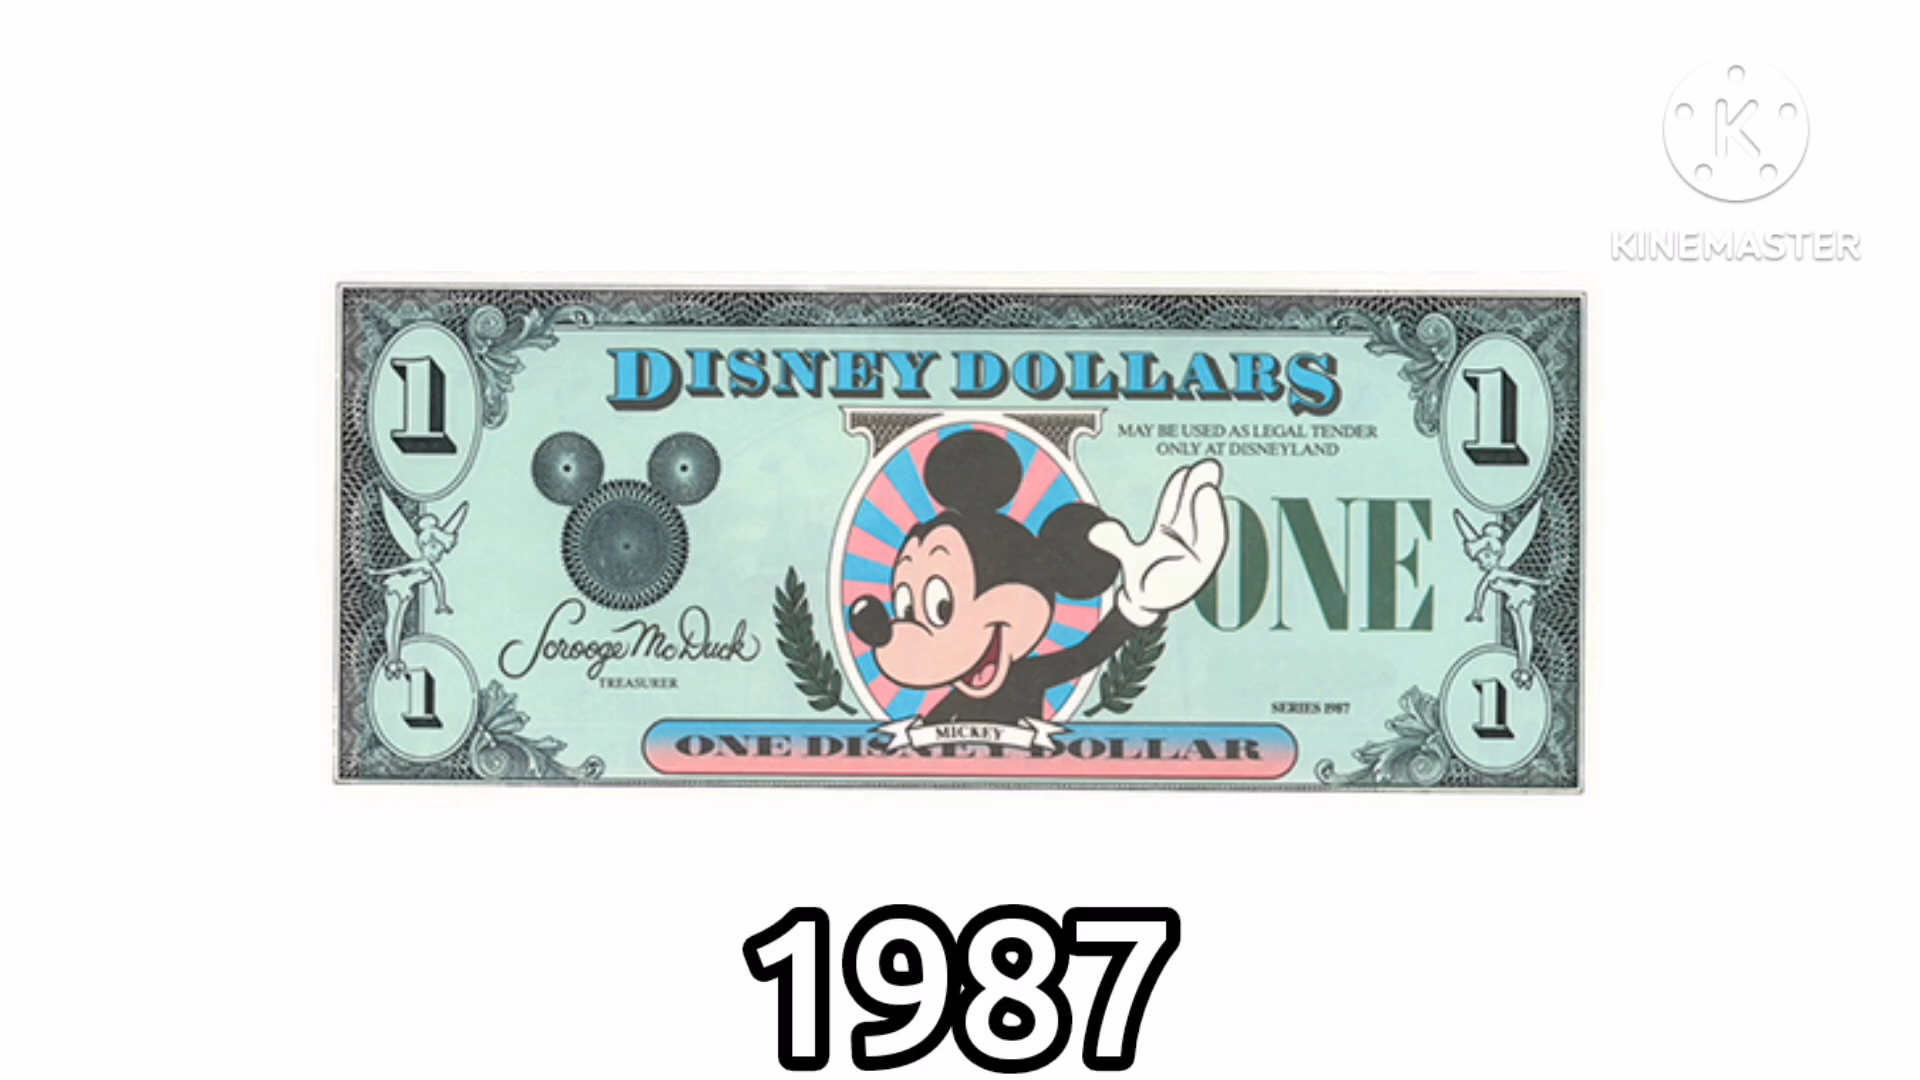 K
KINEMASTER
1 DISNEY DOLLARS 1
MAY BE USED AS LEGAL TENDER
ONLY AT DISNEYLAND
ONE
Scrooge McDuck
TREASURER
SERIES 1987
1 1
MICKEY
ONE DISNEY DOLLAR
1987